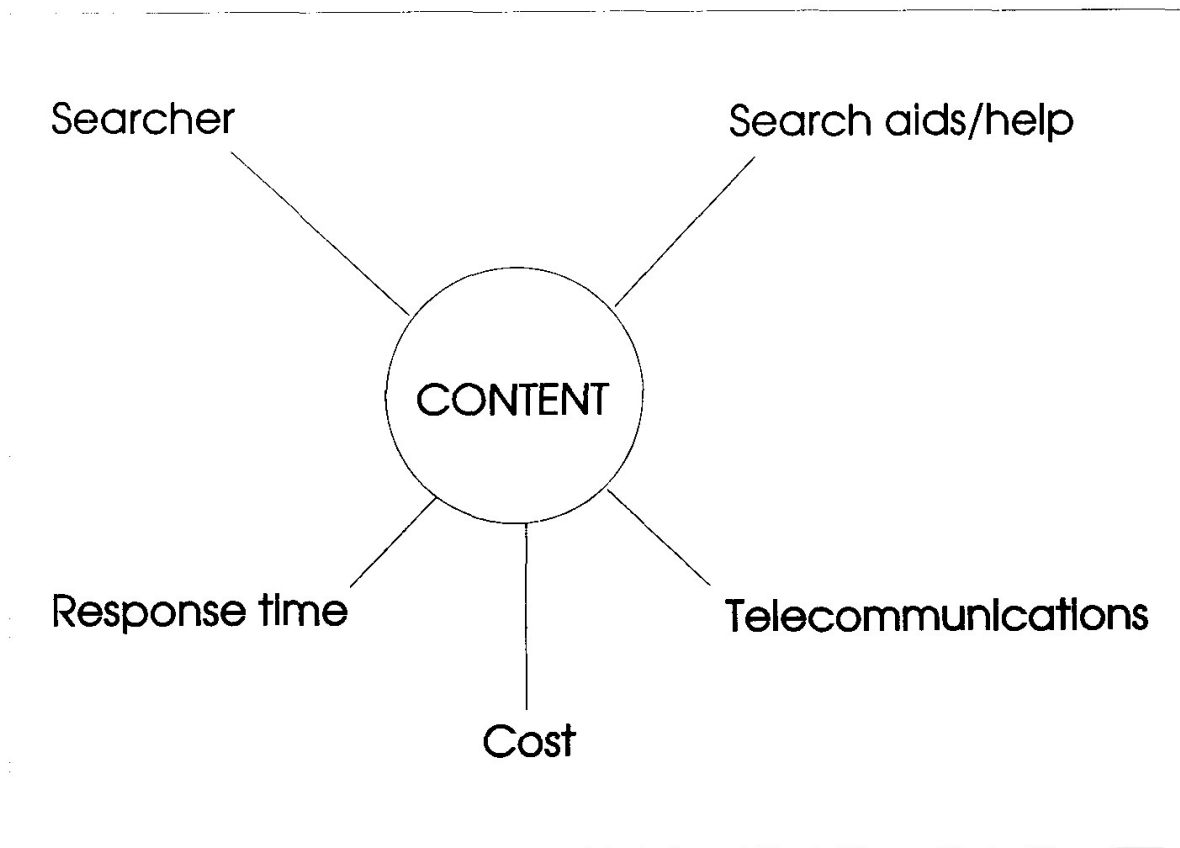 Searcher
Search aids/help
CONTENT
Response time
Telecommunications
Cost